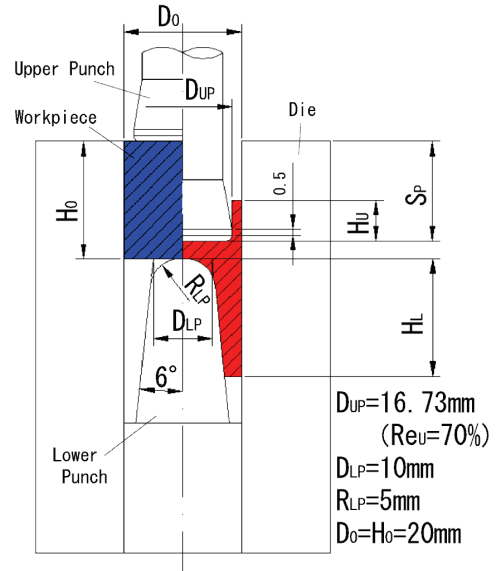 D0
Upper Punch
DUP
Workpiece
Die
0.5
H0
HU
SP
RLP
DLP
HL
6°
Lower
Punch
DUP=16.73mm
(ReU=70%)
DLP=10mm
RLP=5mm
D0=H0=20mm